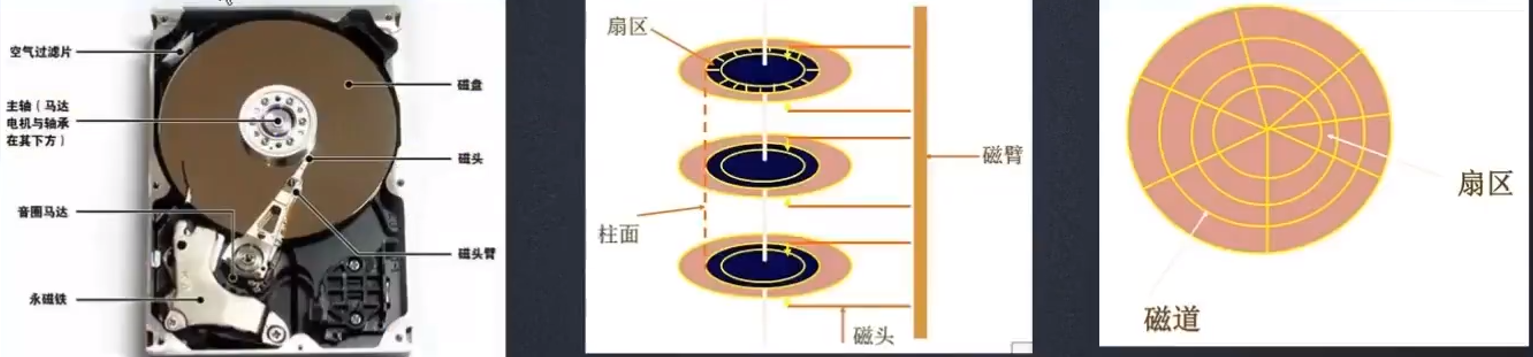 空气过滤片
磁盘
主轴（马达
电机与轴承
在其下方）
磁头
音圈马达
磁头臂
永磁铁
扇区
磁臂
柱面
磁头
扇区
磁道